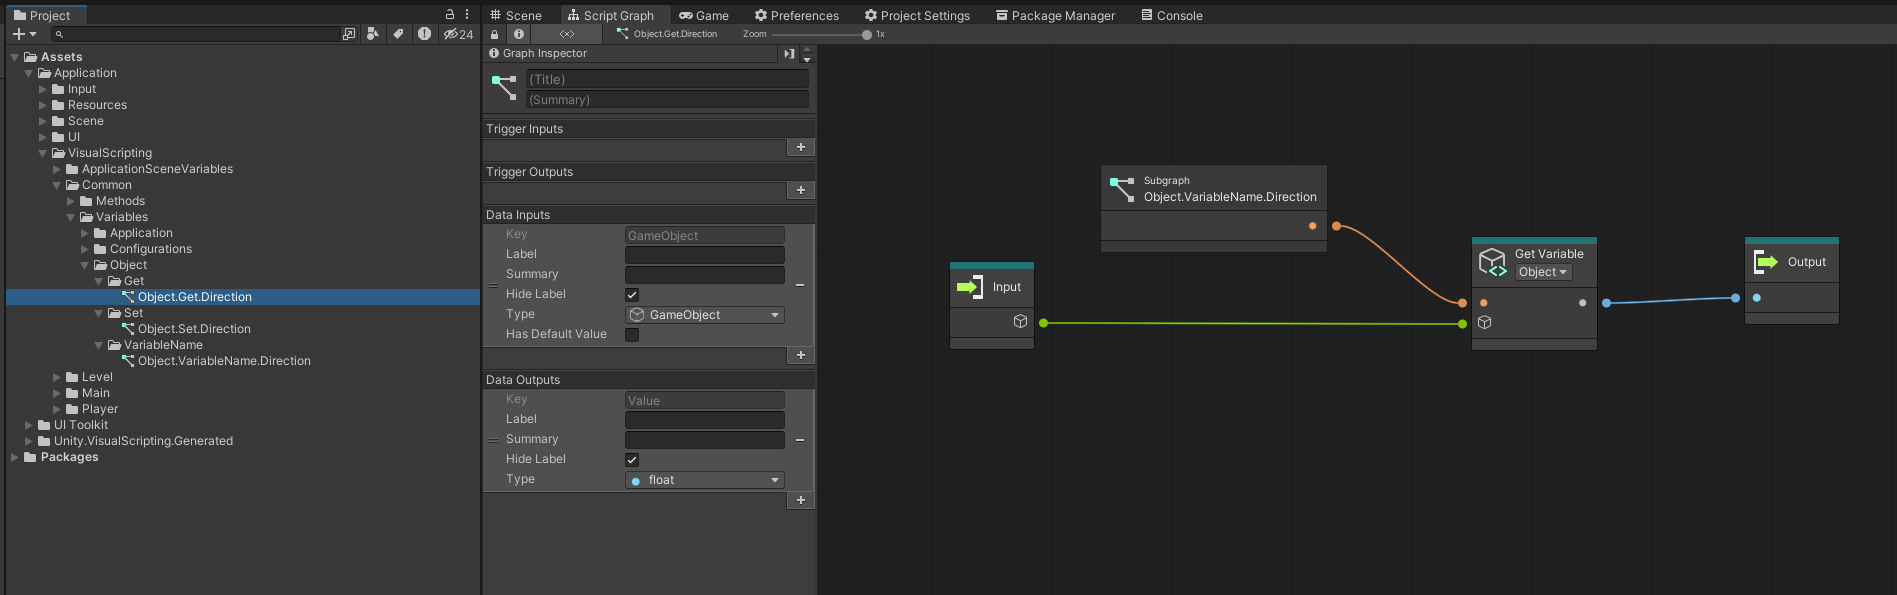 Project
24
Assets
Application
Input
Resources
Scene
UI
VisualScripting
ApplicationSceneVariables
Common
Methods
Variables
Application
Configurations
Object
Get
Object.Get.Direction
Set
Object.Set.Direction
VariableName
Object.VariableName.Direction
Level
Main
Player
UI Toolkit
Unity.VisualScripting.Generated
Packages
Scene
Script Graph
Game
Preferences
Project Settings
Package Manager
Console
Object.Get.Direction
Zoom
1x
Graph Inspector
(Title)
(Summary)
Trigger Inputs
+
Trigger Outputs
+
Data Inputs
Key GameObject
Label
Summary
Hide Label
Type GameObject
Has Default Value
+
Data Outputs
Key Value
Label
Summary
Hide Label
Type float
+
Subgraph
Object.VariableName.Direction
Input
Get Variable
Object
Output